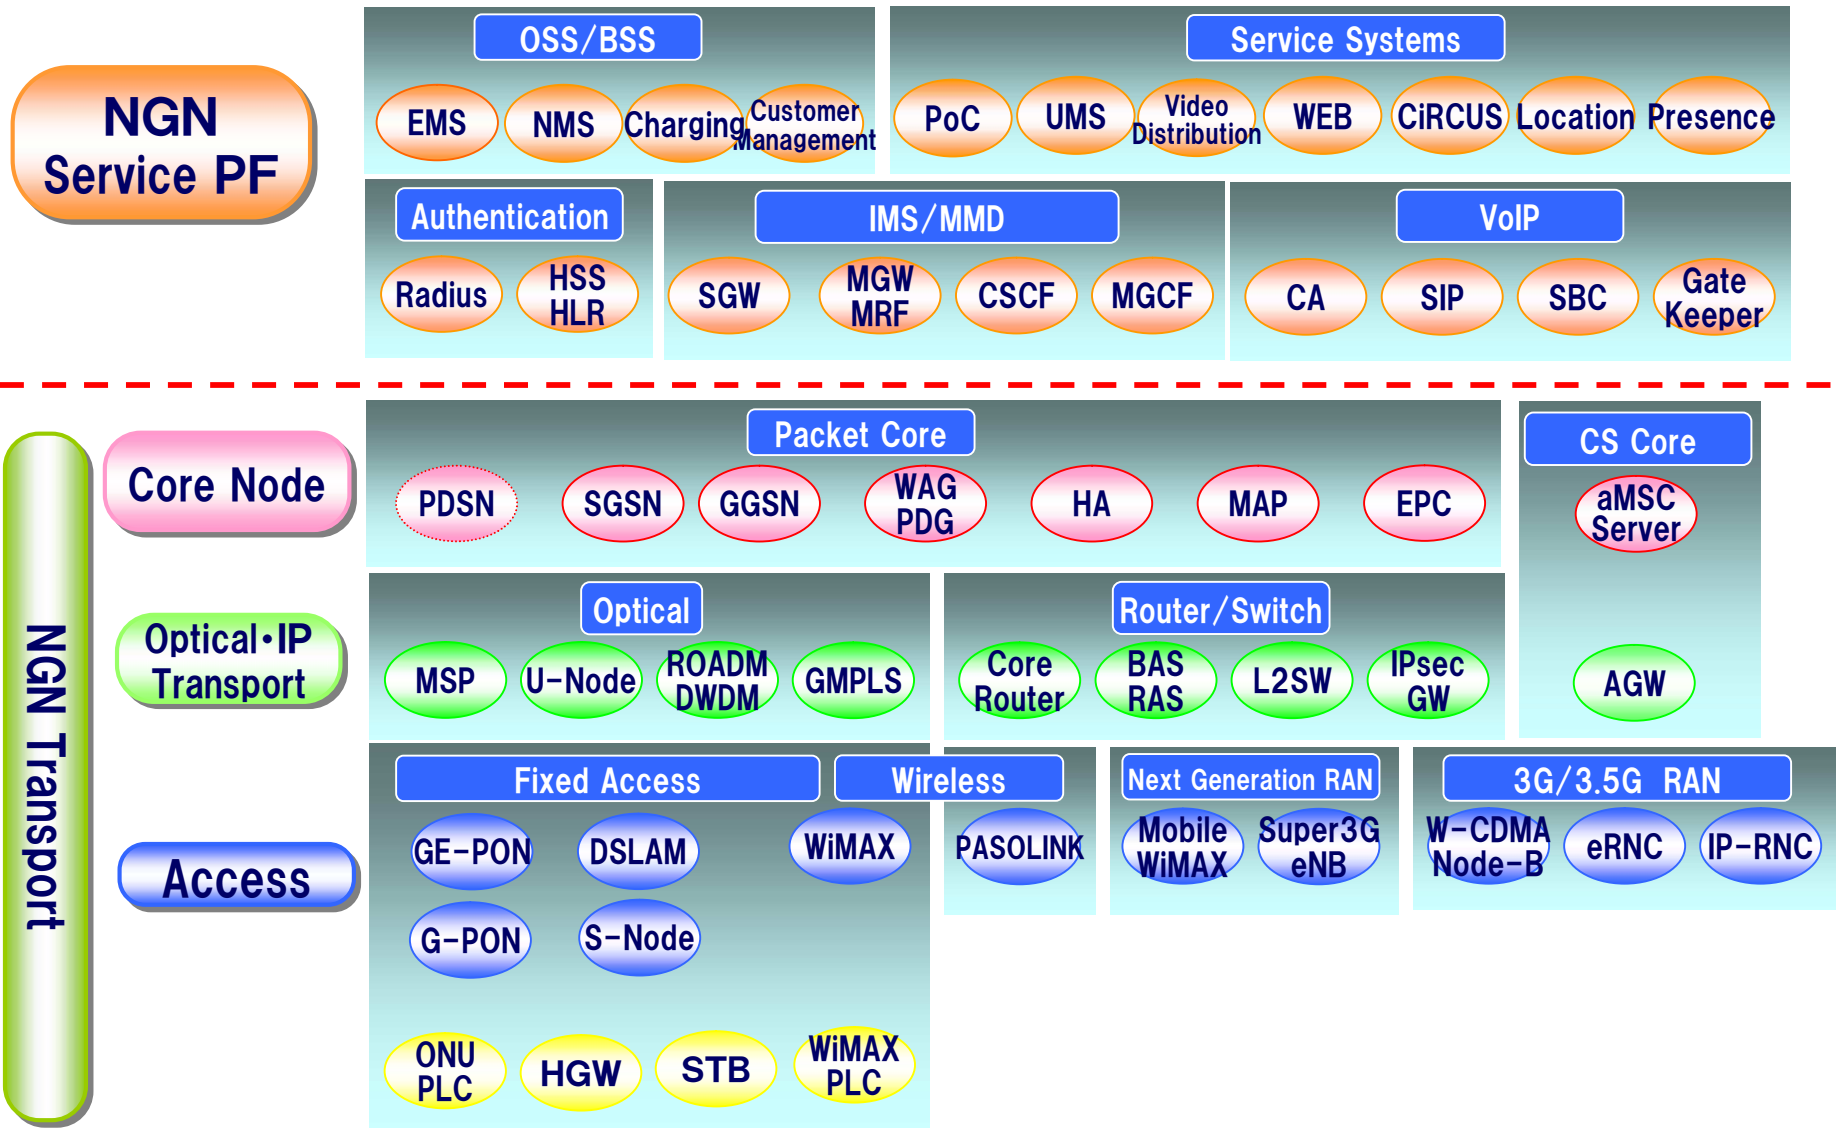 NGN
Service PF
OSS/BSS
EMS
NMS
Charging
Customer
Management
Service Systems
PoC
UMS
Video
Distribution
WEB
CiRCUS
Location
Presence
Authentication
Radius
HSS
HLR
IMS/MMD
SGW
MGW
MRF
CSCF
MGCF
VoIP
CA
SIP
SBC
Gate
Keeper
NGN Transport
Core Node
Packet Core
PDSN
SGSN
GGSN
WAG
PDG
HA
MAP
EPC
CS Core
aMSC
Server
AGW
Optical・IP
Transport
Optical
MSP
U-Node
ROADM
DWDM
GMPLS
Router/Switch
Core
Router
BAS
RAS
L2SW
IPsec
GW
Access
Fixed Access
GE-PON
DSLAM
G-PON
S-Node
Wireless
WiMAX
PASOLINK
Next Generation RAN
Mobile
WiMAX
Super3G
eNB
3G/3.5G RAN
W-CDMA
Node-B
eRNC
IP-RNC
ONU
PLC
HGW
STB
WiMAX
PLC